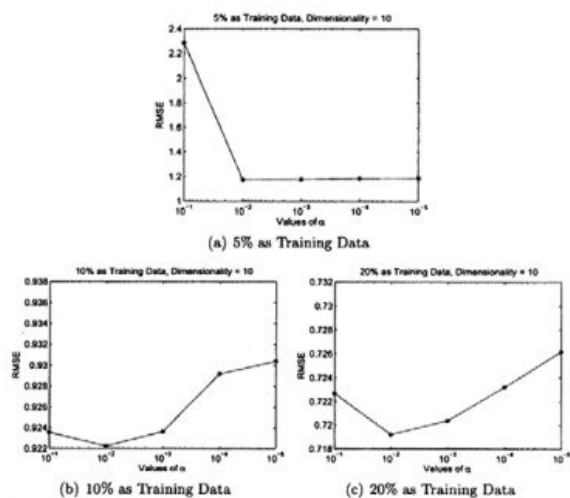 5% as Training Data, Dimensionality = 10
2.4
2.2
2
1.8
1.6
1.4
1.2
1
RMSE
10^-1 10^-2 10^-3 10^-4 10^-5
Values of α
(a) 5% as Training Data
10% as Training Data, Dimensionality = 10
0.938
0.936
0.934
0.932
0.93
0.928
0.926
0.924
0.922
RMSE
10^-1 10^-2 10^-3 10^-4 10^-5
Values of α
(b) 10% as Training Data
20% as Training Data, Dimensionality = 10
0.732
0.73
0.728
0.726
0.724
0.722
0.72
0.718
RMSE
10^-1 10^-2 10^-3 10^-4 10^-5
Values of α
(c) 20% as Training Data